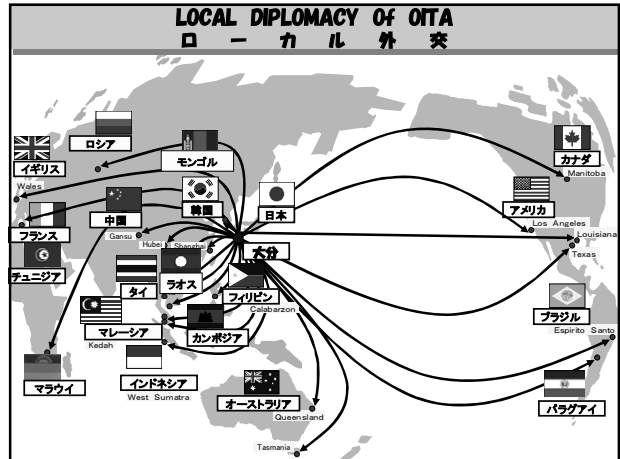 LOCAL DIPLOMACY Of OITA
ローカル外交
ロシア
イギリス
Wales
モンゴル
カナダ
Manitoba
アメリカ
Los Angeles
Louisiana
Texas
フランス
中国
Gansu
韓国
日本
Hubei
Shanghai
大分
チュニジア
タイ
ラオス
フィリピン
Calabarzon
マレーシア
Kedah
カンボジア
ブラジル
Espirito Santo
マラウイ
インドネシア
West Sumatra
オーストラリア
Queensland
パラグアイ
Tasmania